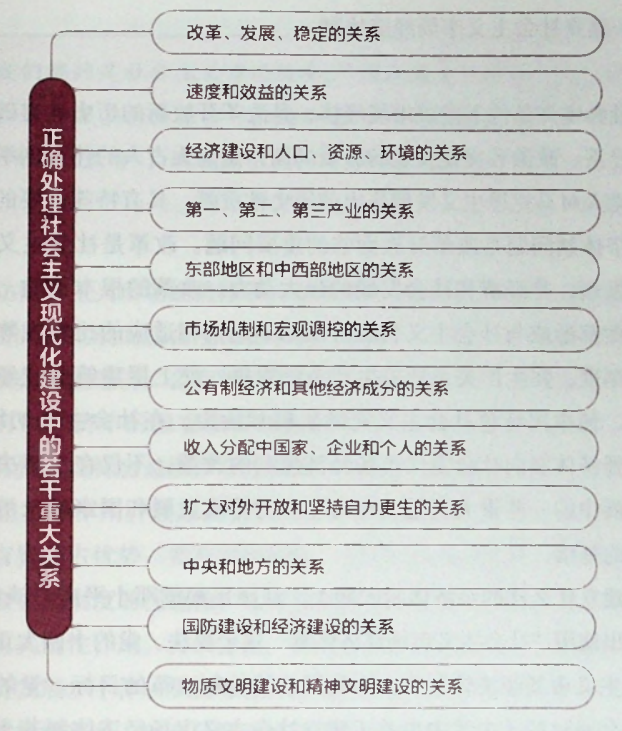 正确处理社会主义现代化建设中的若干重大关系
改革、发展、稳定的关系
速度和效益的关系
经济建设和人口、资源、环境的关系
第一、第二、第三产业的关系
东部地区和中西部地区的关系
市场机制和宏观调控的关系
公有制经济和其他经济成分的关系
收入分配中国家、企业和个人的关系
扩大对外开放和坚持自力更生的关系
中央和地方的关系
国防建设和经济建设的关系
物质文明建设和精神文明建设的关系